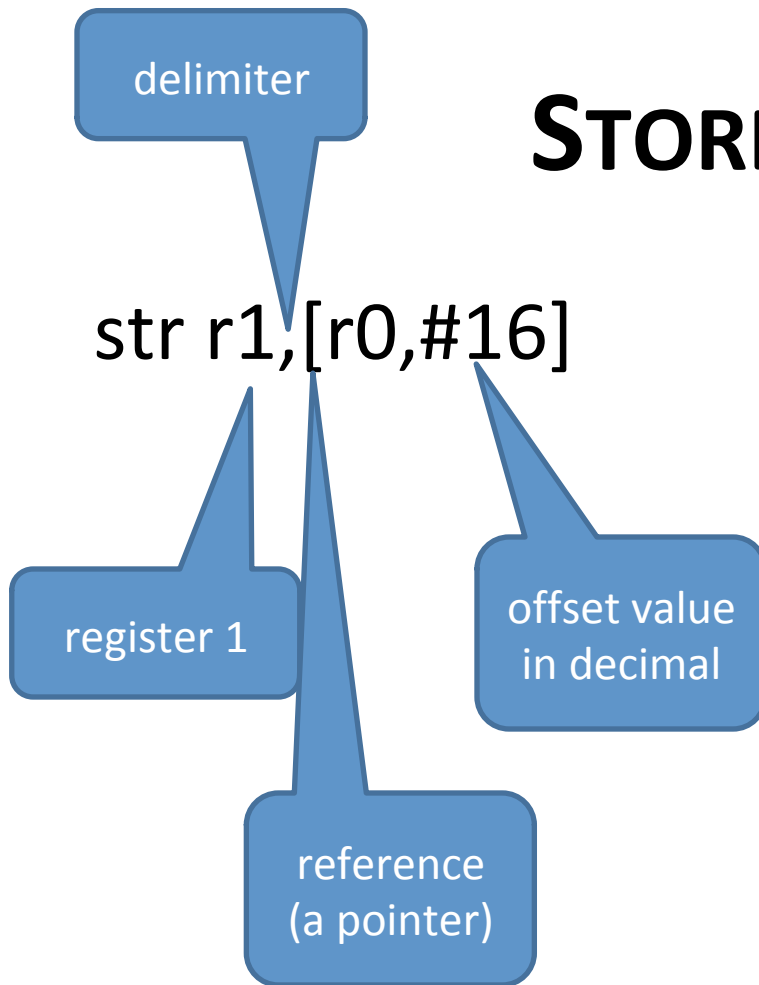 delimiter
STOR
str r1,[r0,#16]
register 1
offset value
in decimal
reference
(a pointer)